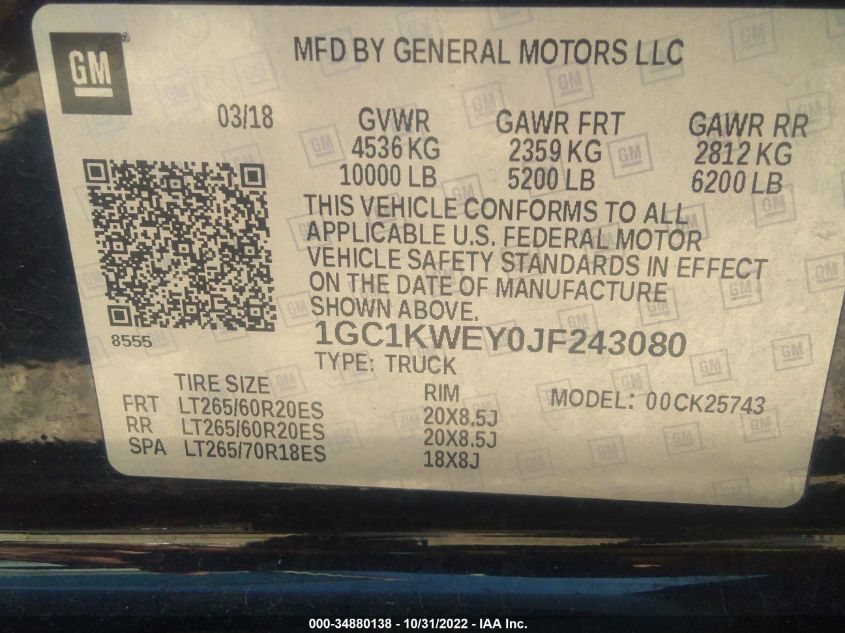 GM
MFD BY GENERAL MOTORS LLC
03/18
GVWR GAWR FRT GAWR RR
4536 KG 2359 KG 2812 KG
10000 LB 5200 LB 6200 LB
THIS VEHICLE CONFORMS TO ALL
APPLICABLE U.S. FEDERAL MOTOR
VEHICLE SAFETY STANDARDS IN EFFECT
ON THE DATE OF MANUFACTURE
SHOWN ABOVE.
8555
1GC1KWEY0JF243080
TYPE: TRUCK
TIRE SIZE RIM MODEL: 00CK25743
FRT LT265/60R20ES 20X8.5J
RR LT265/60R20ES 20X8.5J
SPA LT265/70R18ES 18X8J
000-34880138 - 10/31/2022 - IAA Inc.